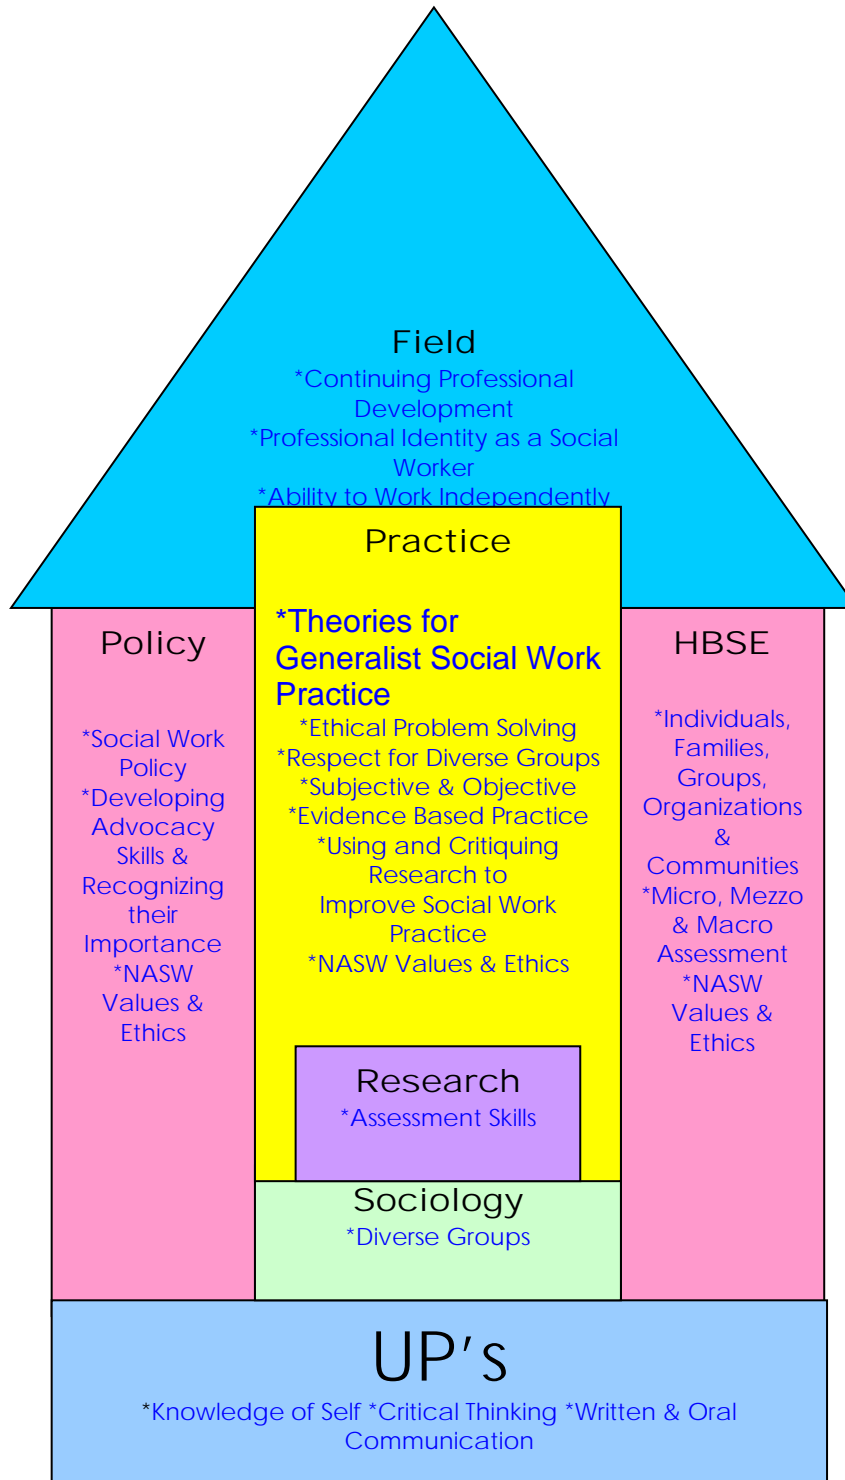 Field
*Continuing Professional
Development
*Professional Identity as a Social
Worker
*Ability to Work Independently
Practice
*Theories for
Generalist Social Work
Practice
*Ethical Problem Solving
*Respect for Diverse Groups
*Subjective & Objective
*Evidence Based Practice
*Using and Critiquing
Research to
Improve Social Work
Practice
*NASW Values & Ethics
Policy
*Social Work
Policy
*Developing
Advocacy
Skills &
Recognizing
their
Importance
*NASW
Values &
Ethics
HBSE
*Individuals,
Families,
Groups,
Organizations
&
Communities
*Micro, Mezzo
& Macro
Assessment
*NASW
Values &
Ethics
Research
*Assessment Skills
Sociology
*Diverse Groups
UP's
*Knowledge of Self *Critical Thinking *Written & Oral
Communication